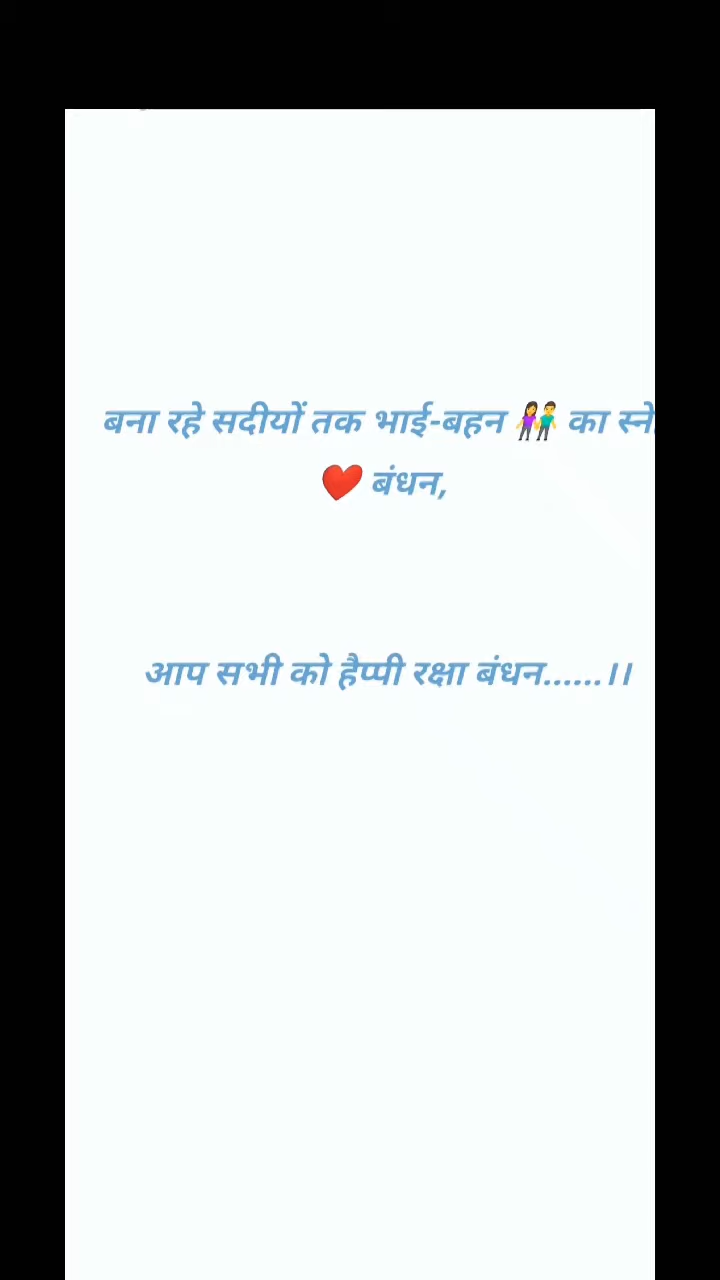 बना रहे सदीयों तक भाई-बहन 👫 का
❤️ बंधन,
आप सभी को हैप्पी रक्षा बंधन......।।